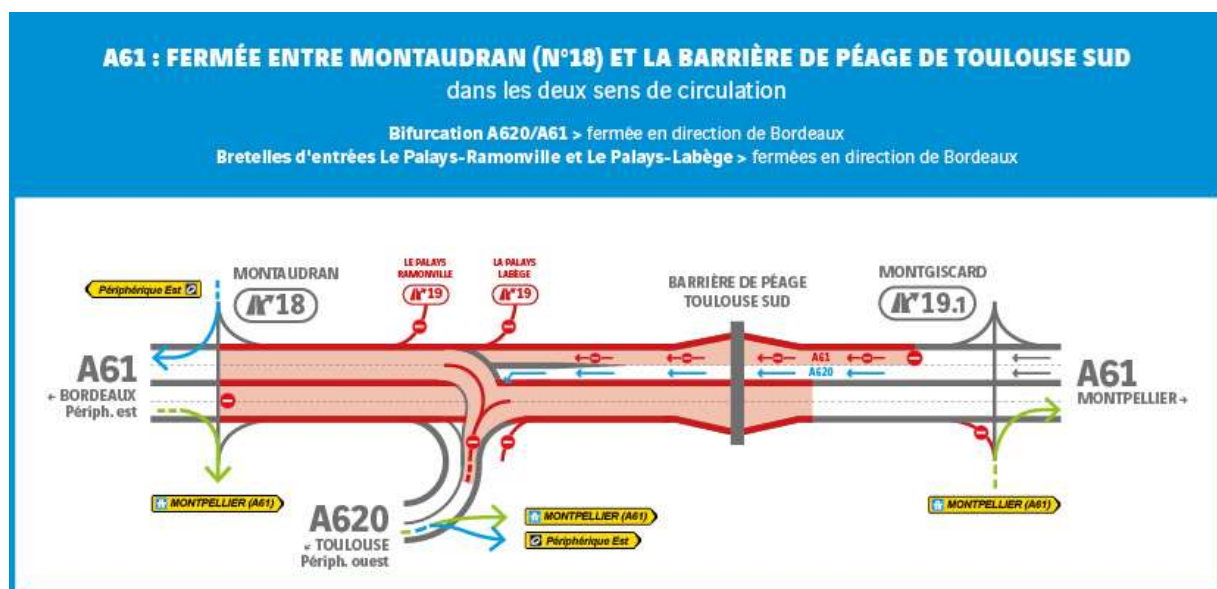 A61 : FERMÉE ENTRE MONTAUDRAN (N°18) ET LA BARRIÈRE DE PÉAGE DE TOULOUSE SUD
dans les deux sens de circulation
Bifurcation A620/A61 > fermée en direction de Bordeaux
Bretelles d'entrées Le Palays-Ramonville et Le Palays-Labège > fermées en direction de Bordeaux
Périphérique Est
MONTAUDRAN
18
LE PALAYS
RAMONVILLE
19
LA PALAYS
LABÈGE
19
BARRIÈRE DE PÉAGE
TOULOUSE SUD
MONTGISCARD
19.1
A61
← BORDEAUX
Périph. est
A61
A620
A61
MONTPELLIER →
MONTPELLIER (A61)
A620
↙ TOULOUSE
Périph. ouest
MONTPELLIER (A61)
Périphérique Est
MONTPELLIER (A61)